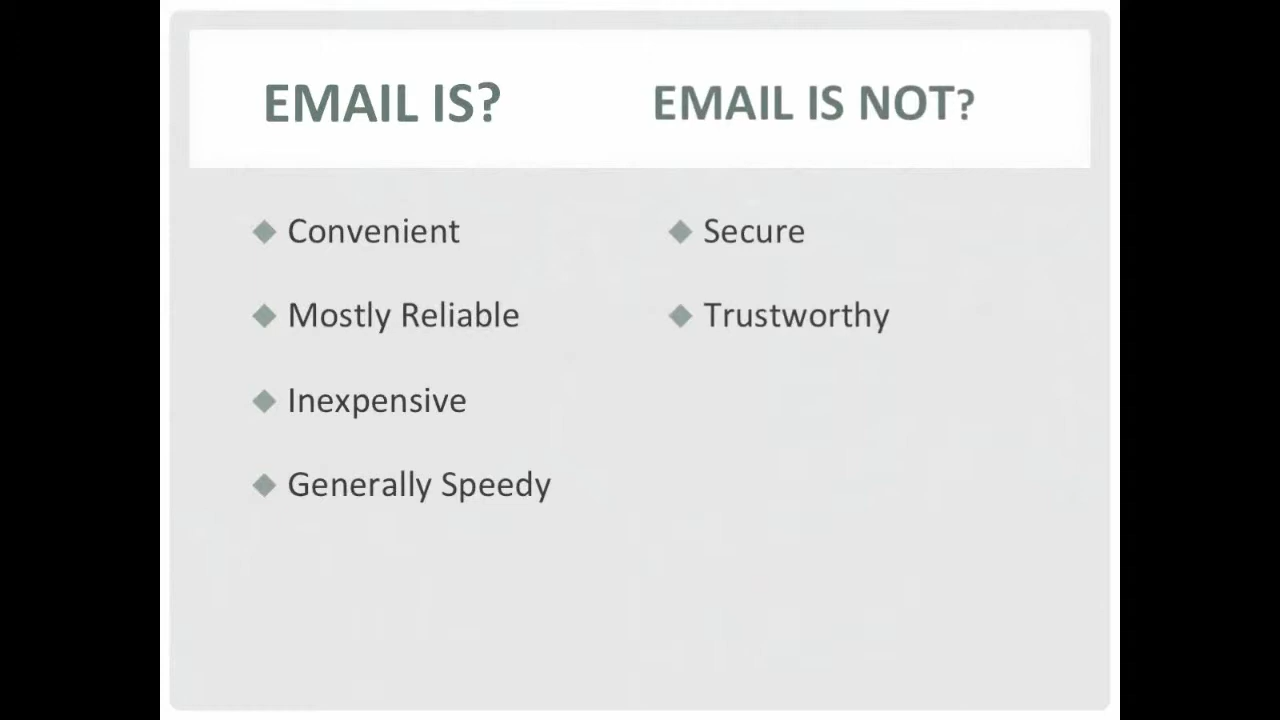 EMAIL IS?
EMAIL IS NOT?
Convenient
Mostly Reliable
Inexpensive
Generally Speedy
Secure
Trustworthy